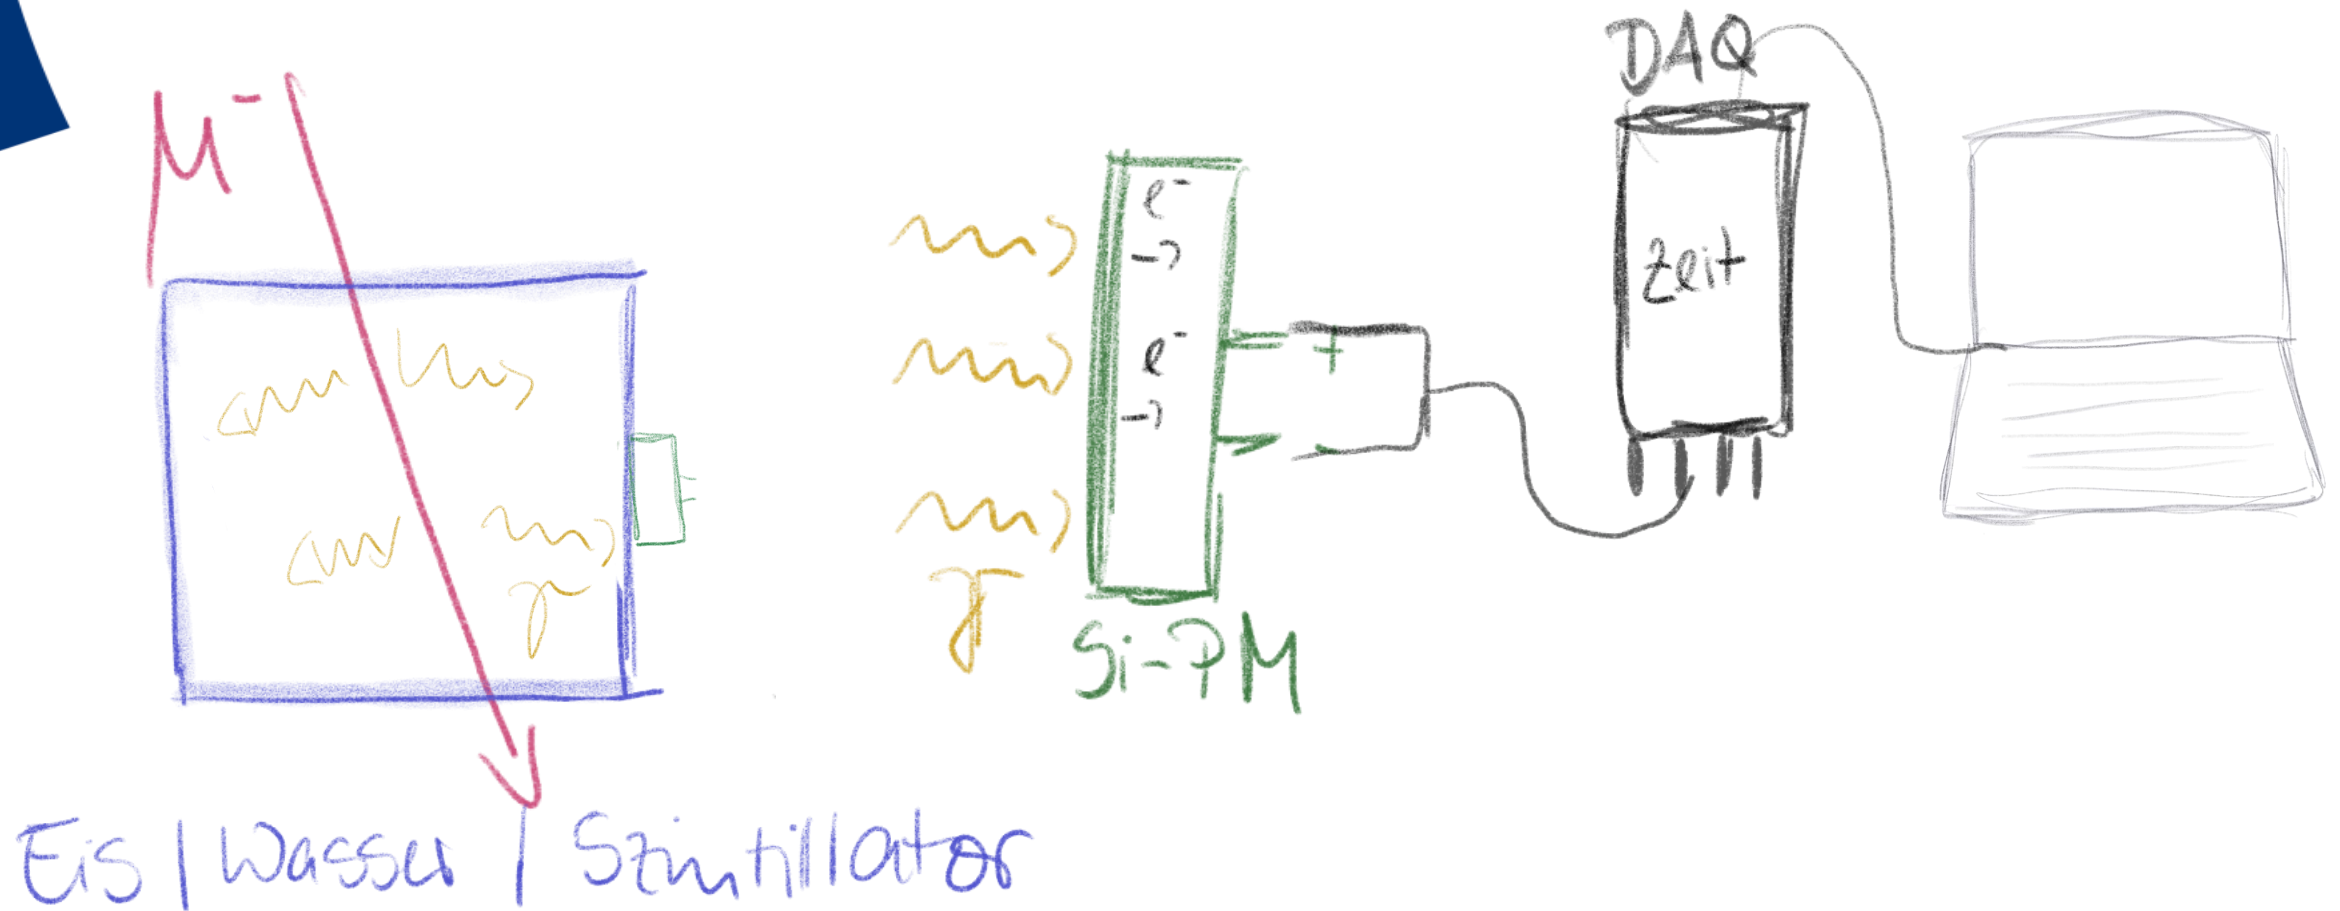 μ⁻
γ
γ
e⁻
→
e⁻
→
+
-
Si-PM
DAQ
Zeit
Eis | Wasser | Szintillator